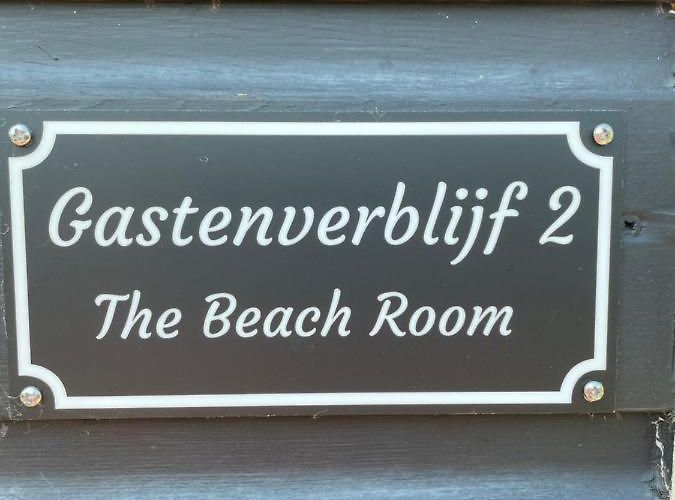 Gastenverblijf 2
The Beach Room